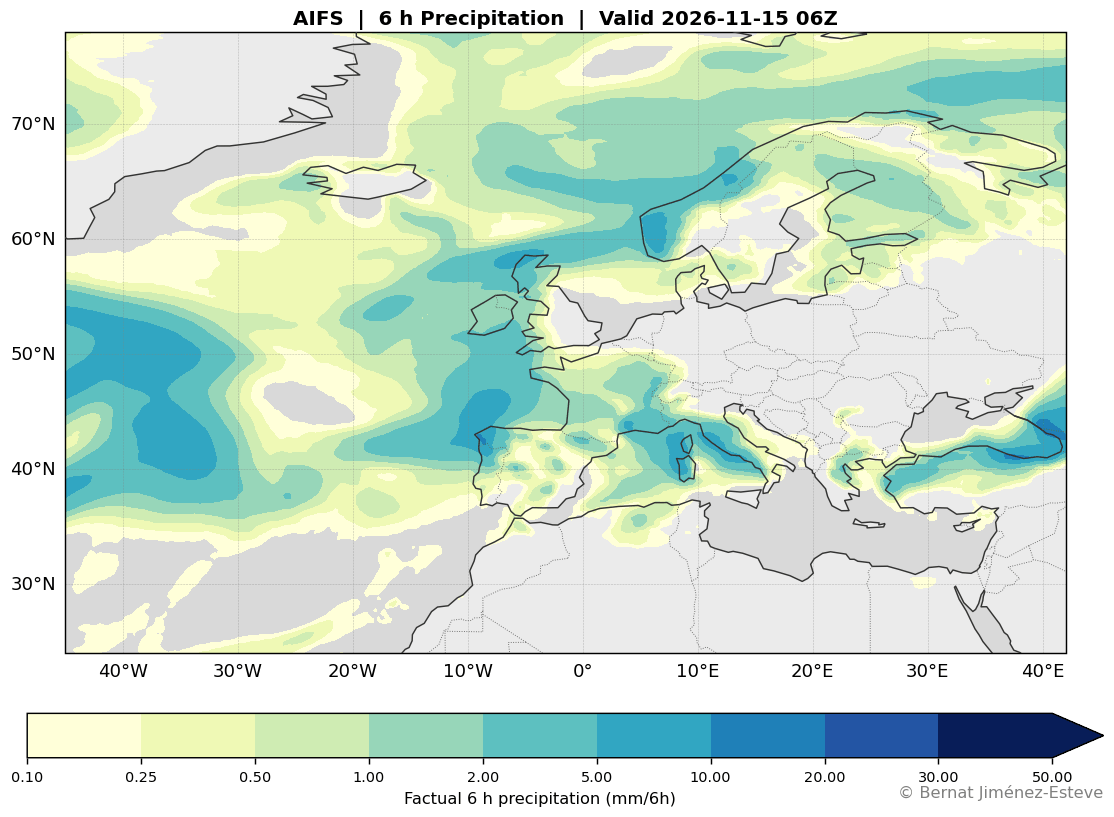 AIFS | 6 h Precipitation | Valid 2026-11-15 06Z
70°N
60°N
50°N
40°N
30°N
40°W 30°W 20°W 10°W 0° 10°E 20°E 30°E 40°E
0.10 0.25 0.50 1.00 2.00 5.00 10.00 20.00 30.00 50.00
Factual 6 h precipitation (mm/6h)
© Bernat Jiménez-Esteve